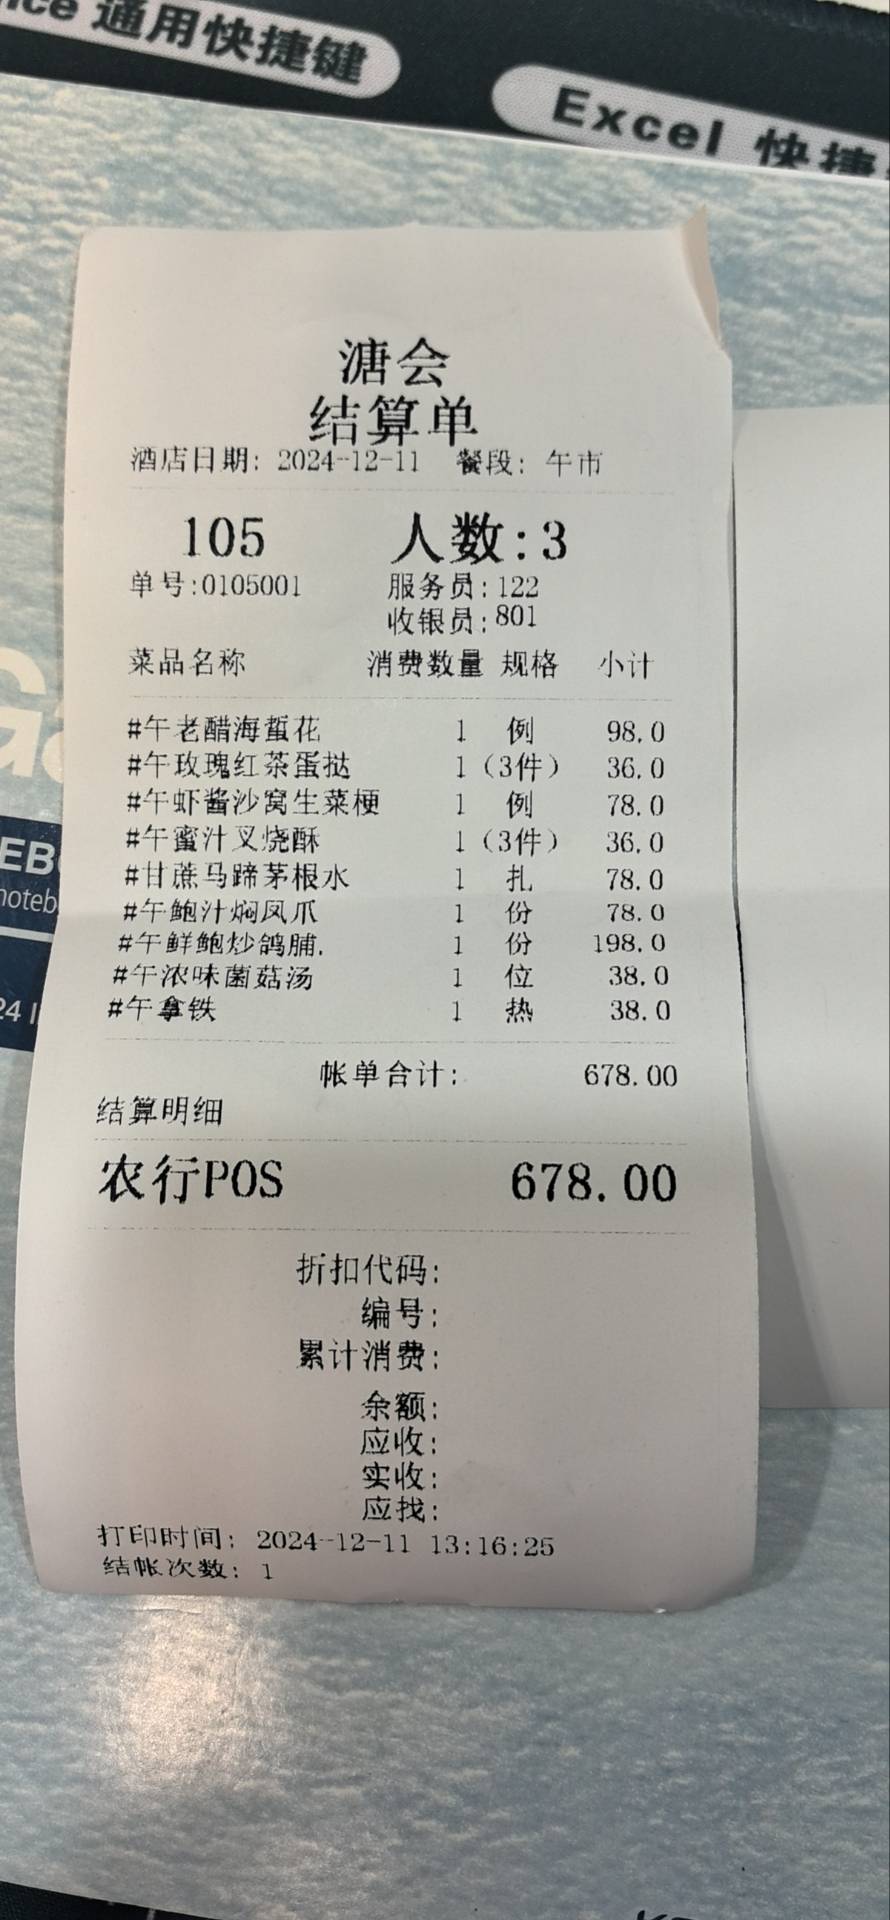 ice 通用快捷键
Excel 快捷
溏会
结算单
酒店日期: 2024-12-11 餐段: 午市
105 人数:3
单号:0105001 服务员:122
收银员:801
菜品名称 消费数量 规格 小计
#午老醋海蜇花 1 例 98.0
#午玫瑰红茶蛋挞 1 (3件) 36.0
#午虾酱沙窝生菜梗 1 例 78.0
#午蜜汁叉烧酥 1 (3件) 36.0
#甘蔗马蹄茅根水 1 扎 78.0
#午鲍汁焖凤爪 1 份 78.0
#午鲜鲍炒鸽脯. 1 份 198.0
#午浓味菌菇汤 1 位 38.0
#午拿铁 1 热 38.0
帐单合计: 678.00
结算明细
农行POS 678.00
折扣代码:
编号:
累计消费:
余额:
应收:
实收:
应找:
打印时间: 2024-12-11 13:16:25
结帐次数: 1
EB
noteb
24